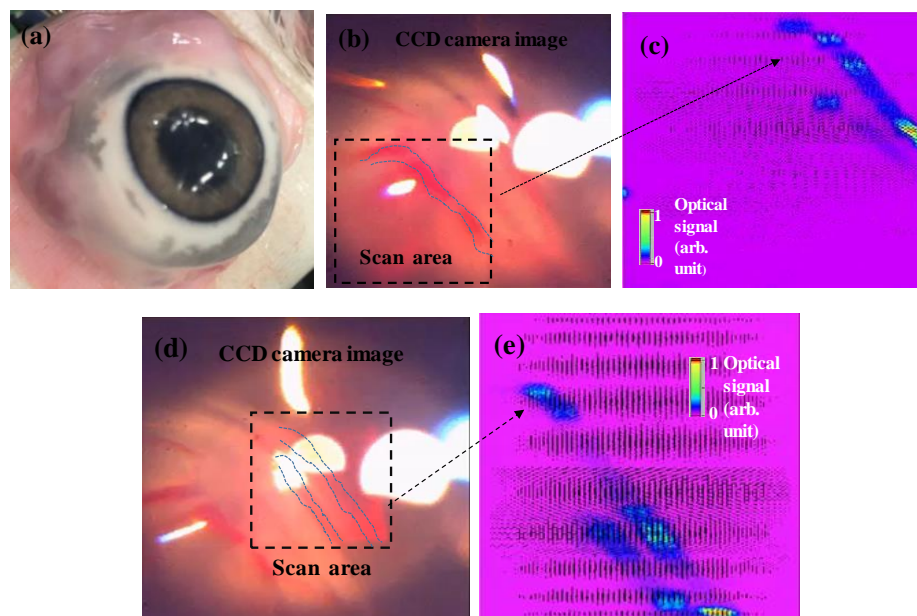 (a)
(b)
CCD camera image
Scan area
(c)
1
Optical
signal
(arb.
unit)
0
(d)
CCD camera image
Scan area
(e)
1 Optical
signal
0 (arb.
unit)